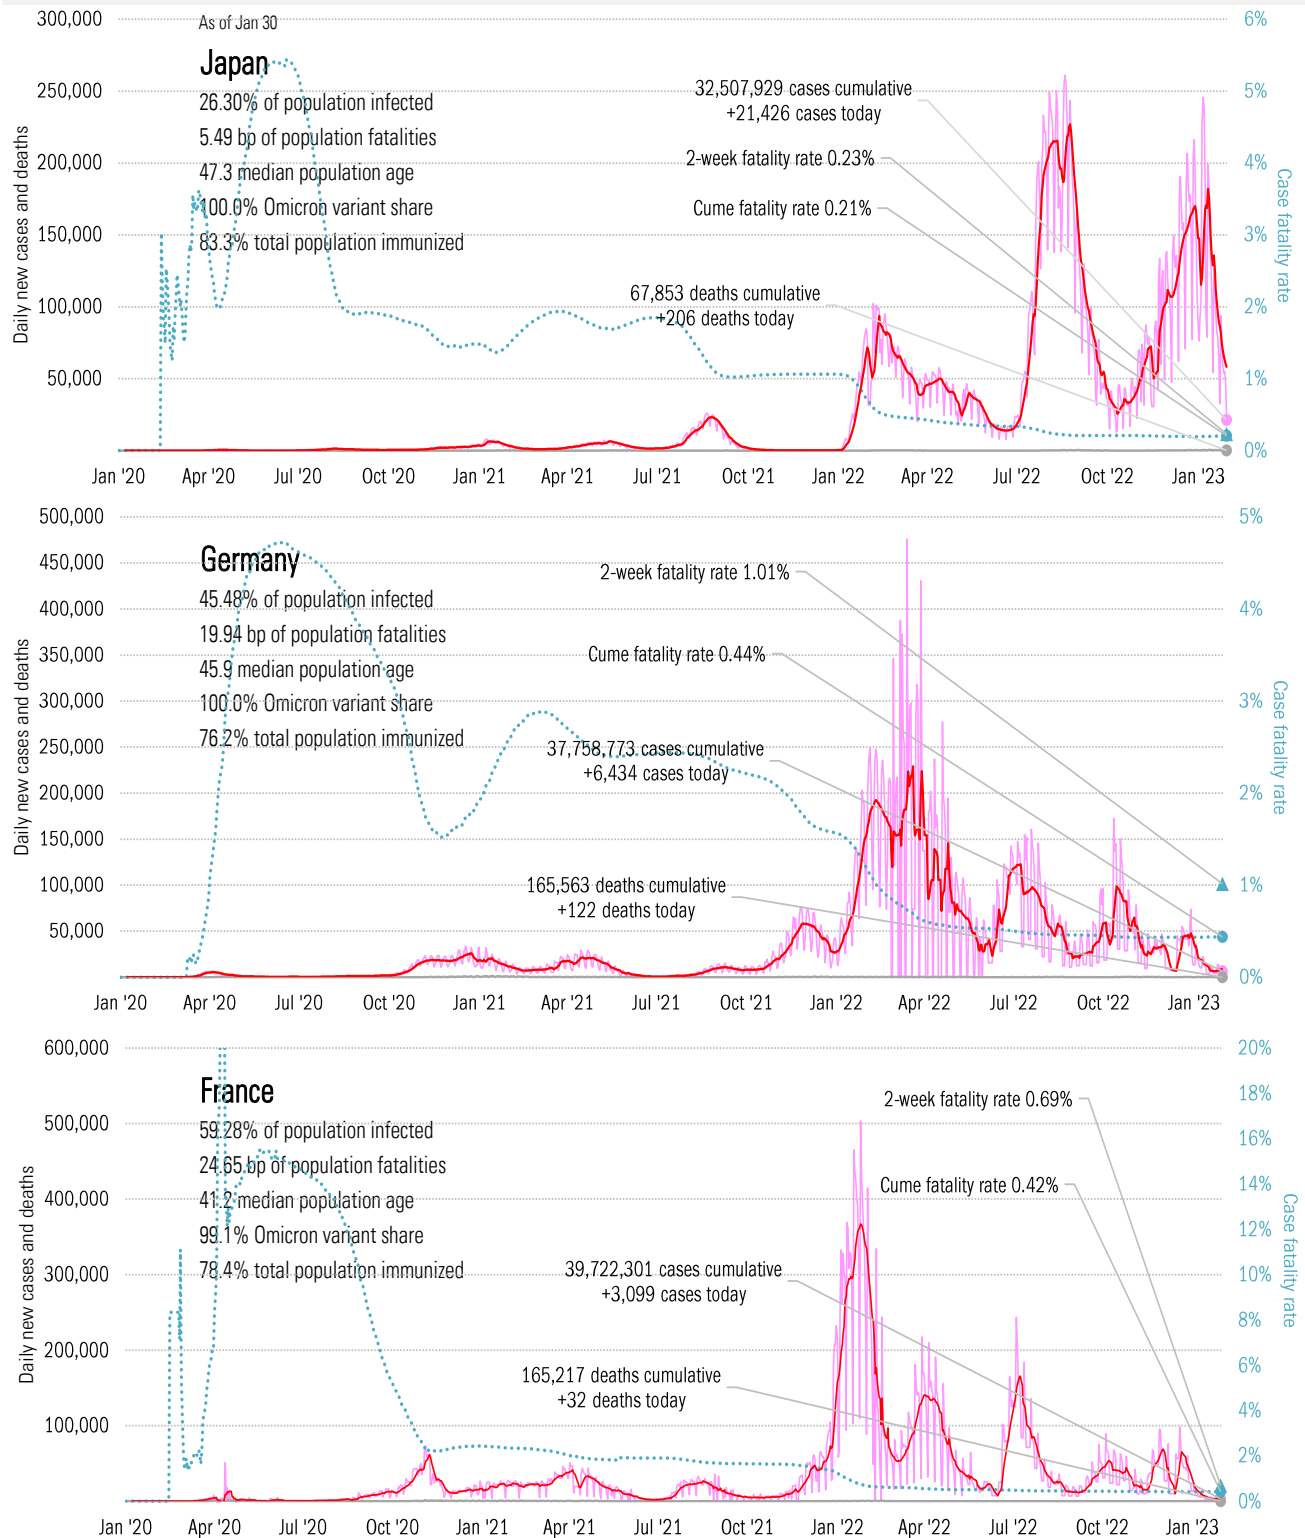 As of Jan 30
Japan
26.30% of population infected
5.49 bp of population fatalities
47.3 median population age
100.0% Omicron variant share
83.3% total population immunized
32,507,929 cases cumulative
+21,426 cases today
2-week fatality rate 0.23%
Cume fatality rate 0.21%
67,853 deaths cumulative
+206 deaths today
Daily new cases and deaths
300,000
250,000
200,000
150,000
100,000
50,000
6%
5%
4%
3%
2%
1%
0%
Case fatality rate
Jan '20 Apr '20 Jul '20 Oct '20 Jan '21 Apr '21 Jul '21 Oct '21 Jan '22 Apr '22 Jul '22 Oct '22 Jan '23
Germany
45.48% of population infected
19.94 bp of population fatalities
45.9 median population age
100.0% Omicron variant share
76.2% total population immunized
2-week fatality rate 1.01%
Cume fatality rate 0.44%
37,758,773 cases cumulative
+6,434 cases today
165,563 deaths cumulative
+122 deaths today
Daily new cases and deaths
500,000
450,000
400,000
350,000
300,000
250,000
200,000
150,000
100,000
50,000
5%
4%
3%
2%
1%
0%
Case fatality rate
Jan '20 Apr '20 Jul '20 Oct '20 Jan '21 Apr '21 Jul '21 Oct '21 Jan '22 Apr '22 Jul '22 Oct '22 Jan '23
France
59.28% of population infected
24.65 bp of population fatalities
41.2 median population age
99.1% Omicron variant share
78.4% total population immunized
2-week fatality rate 0.69%
Cume fatality rate 0.42%
39,722,301 cases cumulative
+3,099 cases today
165,217 deaths cumulative
+32 deaths today
Daily new cases and deaths
600,000
500,000
400,000
300,000
200,000
100,000
20%
18%
16%
14%
12%
10%
8%
6%
4%
2%
0%
Case fatality rate
Jan '20 Apr '20 Jul '20 Oct '20 Jan '21 Apr '21 Jul '21 Oct '21 Jan '22 Apr '22 Jul '22 Oct '22 Jan '23